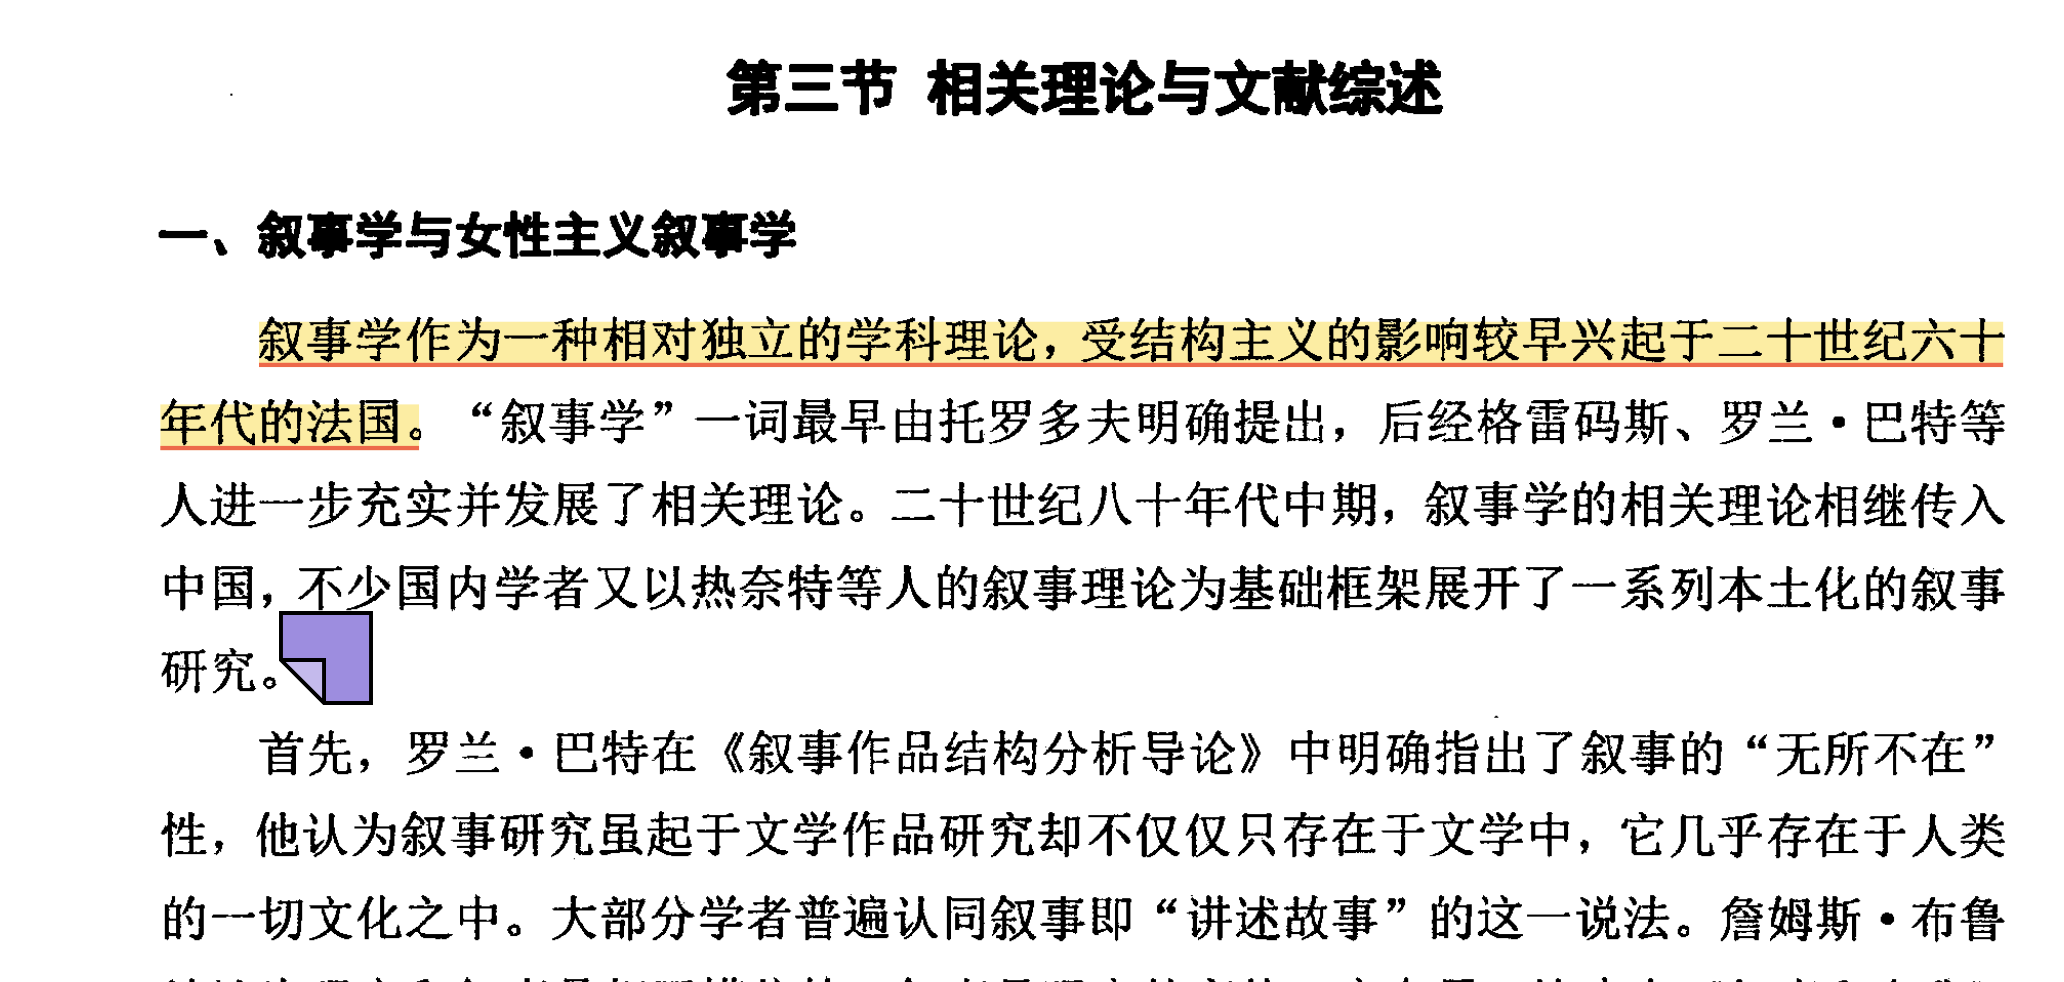 第三节 相关理论与文献综述
一、叙事学与女性主义叙事学
叙事学作为一种相对独立的学科理论，受结构主义的影响较早兴起于二十世纪六十
年代的法国。“叙事学”一词最早由托罗多夫明确提出，后经格雷码斯、罗兰·巴特等
人进一步充实并发展了相关理论。二十世纪八十年代中期，叙事学的相关理论相继传入
中国，不少国内学者又以热奈特等人的叙事理论为基础框架展开了一系列本土化的叙事
研究。
首先，罗兰·巴特在《叙事作品结构分析导论》中明确指出了叙事的“无所不在”
性，他认为叙事研究虽起于文学作品研究却不仅仅只存在于文学中，它几乎存在于人类
的一切文化之中。大部分学者普遍认同叙事即“讲述故事”的这一说法。詹姆斯·布鲁